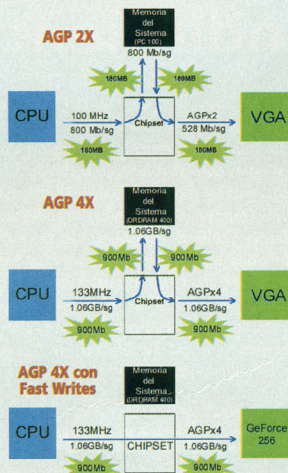 AGP 2X
Memoria
del
Sistema
(PC 100)
800 Mb/sg
180MB
180MB
CPU
100 MHz
800 Mb/sg
180MB
Chipset
AGPx2
528 Mb/sg
180MB
VGA
AGP 4X
Memoria
del
Sistema
(DRDRAM 400)
1.06GB/sg
900Mb
900Mb
CPU
133MHz
1.06GB/sg
900Mb
Chipset
AGPx4
1.06GB/sg
900Mb
VGA
AGP 4X con
Fast Writes
Memoria
del
Sistema
(DRDRAM 400)
CPU
133MHz
1.06GB/sg
900Mb
CHIPSET
AGPx4
1.06GB/sg
900Mb
GeForce
256